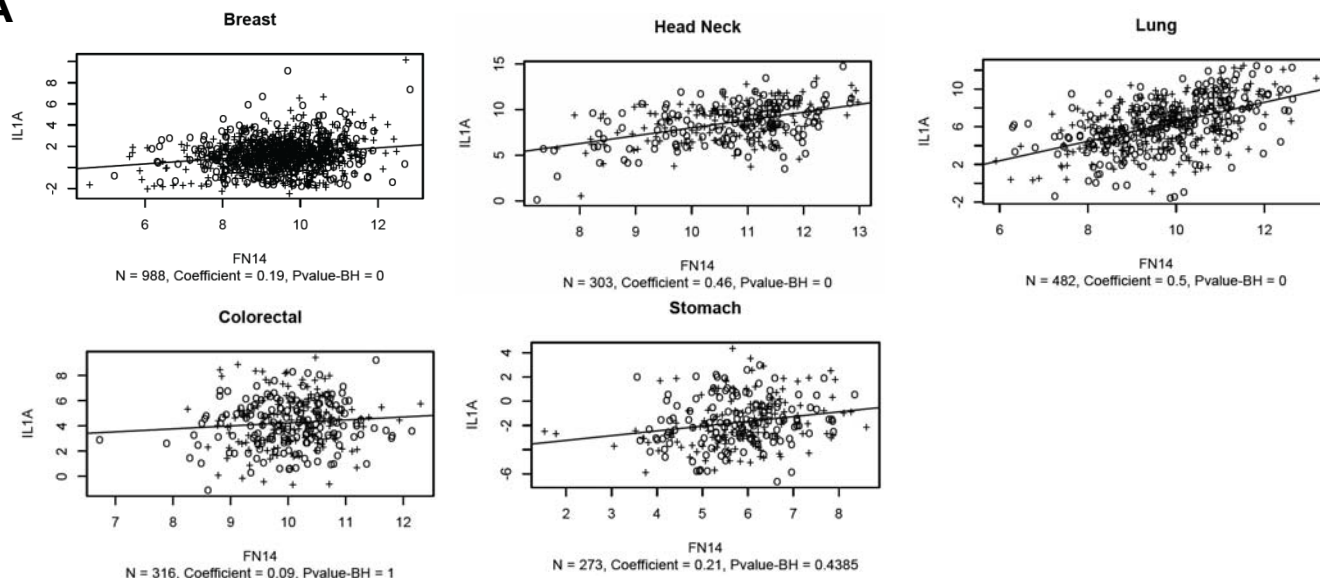 A
Breast
IL1A
8
6
4
2
-2
6
8
10
12
FN14
N = 988, Coefficient = 0.19, Pvalue-BH = 0
Head Neck
IL1A
15
10
5
0
8
9
10
11
12
13
FN14
N = 303, Coefficient = 0.46, Pvalue-BH = 0
Lung
IL1A
10
6
2
-2
6
8
10
12
FN14
N = 482, Coefficient = 0.5, Pvalue-BH = 0
Colorectal
IL1A
8
6
4
2
0
7
8
9
10
11
12
FN14
N = 316, Coefficient = 0.09, Pvalue-BH = 1
Stomach
IL1A
4
2
0
-2
-6
2
3
4
5
6
7
8
FN14
N = 273, Coefficient = 0.21, Pvalue-BH = 0.4385